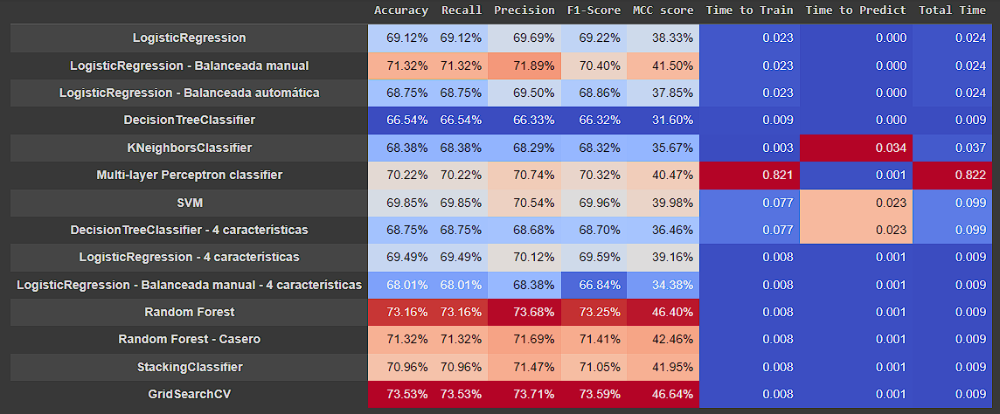 Accuracy Recall Precision F1-Score MCC score Time to Train Time to Predict Total Time
LogisticRegression 69.12% 69.12% 69.69% 69.22% 38.33% 0.023 0.000 0.024
LogisticRegression - Balanceada manual 71.32% 71.32% 71.89% 70.40% 41.50% 0.023 0.000 0.024
LogisticRegression - Balanceada automática 68.75% 68.75% 69.50% 68.86% 37.85% 0.023 0.000 0.024
DecisionTreeClassifier 66.54% 66.54% 66.33% 66.32% 31.60% 0.009 0.000 0.009
KNeighborsClassifier 68.38% 68.38% 68.29% 68.32% 35.67% 0.003 0.034 0.037
Multi-layer Perceptron classifier 70.22% 70.22% 70.74% 70.32% 40.47% 0.821 0.001 0.822
SVM 69.85% 69.85% 70.54% 69.96% 39.98% 0.077 0.023 0.099
DecisionTreeClassifier - 4 características 68.75% 68.75% 68.68% 68.70% 36.46% 0.077 0.023 0.099
LogisticRegression - 4 características 69.49% 69.49% 70.12% 69.59% 39.16% 0.008 0.001 0.009
LogisticRegression - Balanceada manual - 4 características 68.01% 68.01% 68.38% 66.84% 34.38% 0.008 0.001 0.009
Random Forest 73.16% 73.16% 73.68% 73.25% 46.40% 0.008 0.001 0.009
Random Forest - Casero 71.32% 71.32% 71.69% 71.41% 42.46% 0.008 0.001 0.009
StackingClassifier 70.96% 70.96% 71.47% 71.05% 41.95% 0.008 0.001 0.009
GridSearchCV 73.53% 73.53% 73.71% 73.59% 46.64% 0.008 0.001 0.009